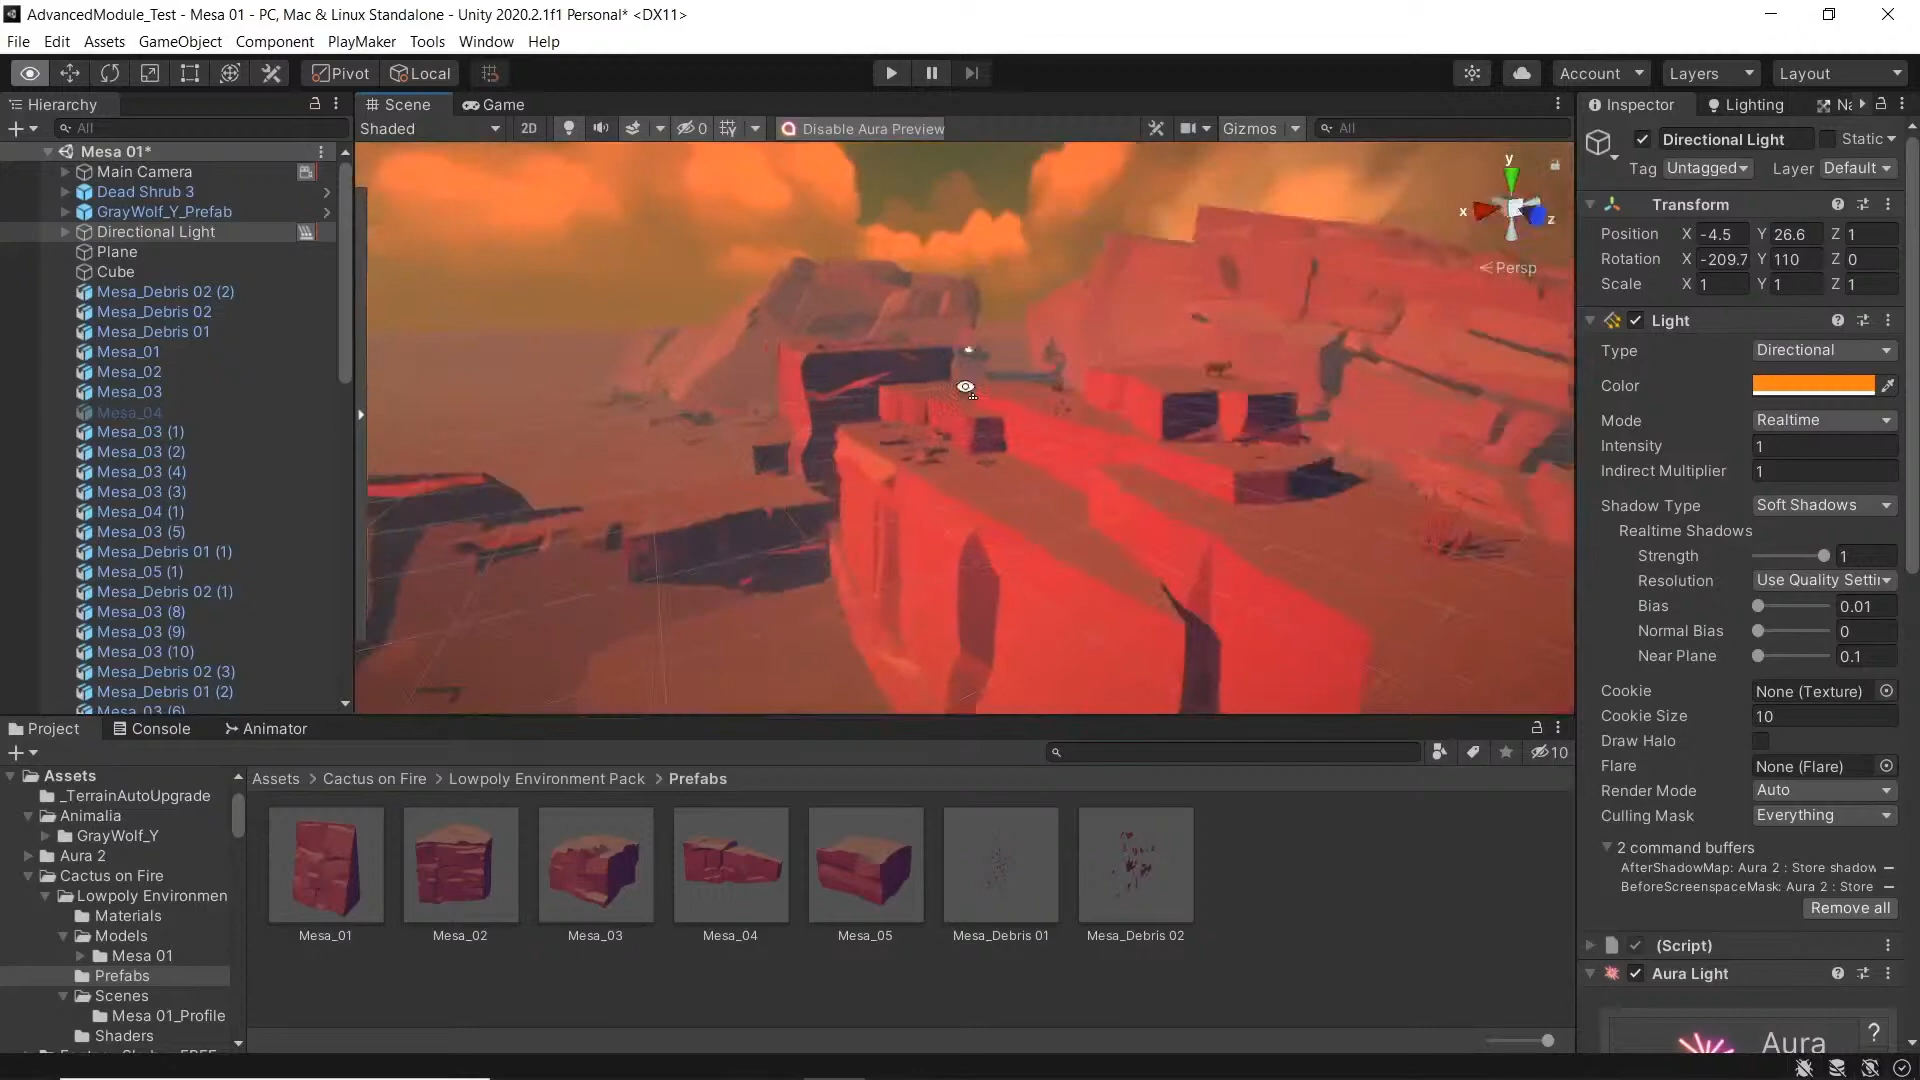 AdvancedModule_Test - Mesa 01 - PC, Mac & Linux Standalone - Unity 2020.2.1f1 Personal* <DX11>
File Edit Assets GameObject Component PlayMaker Tools Window Help
Pivot Local Account Layers Layout
Hierarchy
All
Mesa 01*
Main Camera
Dead Shrub 3
GrayWolf_Y_Prefab
Directional Light
Plane
Cube
Mesa_Debris 02 (2)
Mesa_Debris 02
Mesa_Debris 01
Mesa_01
Mesa_02
Mesa_03
Mesa_04
Mesa_03 (1)
Mesa_03 (2)
Mesa_03 (4)
Mesa_03 (3)
Mesa_04 (1)
Mesa_03 (5)
Mesa_Debris 01 (1)
Mesa_05 (1)
Mesa_Debris 02 (1)
Mesa_03 (8)
Mesa_03 (9)
Mesa_03 (10)
Mesa_Debris 02 (3)
Mesa_Debris 01 (2)
Mesa_03 (6)
Scene Game
Shaded 2D 0 Disable Aura Preview Gizmos All
y
x z
Persp
Inspector Lighting Na
Directional Light Static
Tag Untagged Layer Default
Transform
Position X -4.5 Y 26.6 Z 1
Rotation X -209.7 Y 110 Z 0
Scale X 1 Y 1 Z 1
Light
Type Directional
Color
Mode Realtime
Intensity 1
Indirect Multiplier 1
Shadow Type Soft Shadows
Realtime Shadows
Strength 1
Resolution Use Quality Setti
Bias 0.01
Normal Bias 0
Near Plane 0.1
Cookie None (Texture)
Cookie Size 10
Draw Halo
Flare None (Flare)
Render Mode Auto
Culling Mask Everything
2 command buffers
AfterShadowMap: Aura 2 : Store shadow
BeforeScreenspaceMask: Aura 2 : Store
Remove all
(Script)
Aura Light
Aura ?
Project Console Animator
10
Assets
_TerrainAutoUpgrade
Animalia
GrayWolf_Y
Aura 2
Cactus on Fire
Lowpoly Environmen
Materials
Models
Mesa 01
Prefabs
Scenes
Mesa 01_Profile
Shaders
Assets > Cactus on Fire > Lowpoly Environment Pack > Prefabs
Mesa_01 Mesa_02 Mesa_03 Mesa_04 Mesa_05 Mesa_Debris 01 Mesa_Debris 02